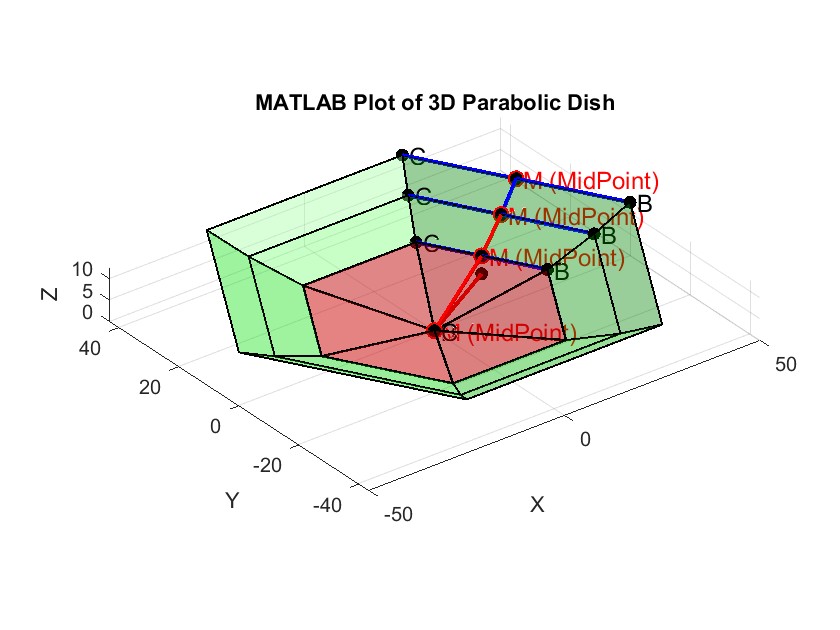 MATLAB Plot of 3D Parabolic Dish
C
M (MidPoint)
C
B
M (MidPoint)
B
C
M (MidPoint)
B
(MidPoint)
Z
10
5
0
40
20
0
-20
-40
Y
-50
0
50
X